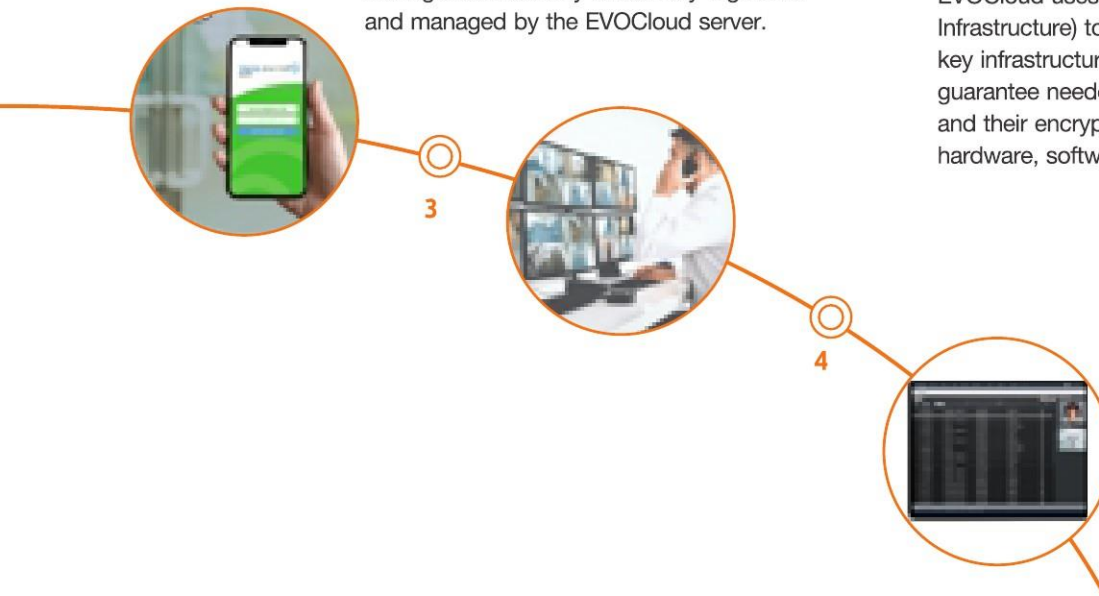 and managed by the EVOCloud server.
Infrastructure) to
key infrastructur
guarantee neede
and their encryp
hardware, softw
3
4